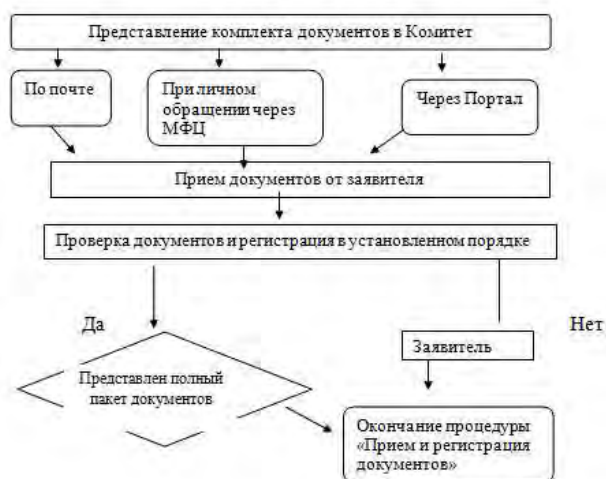 Представление комплекта документов в Комитет
По почте
При личном
обращении через
МФЦ
Через Портал
Прием документов от заявителя
Проверка документов и регистрация в установленном порядке
Да
Нет
Заявитель
Представлен полный
пакет документов
Окончание процедуры
«Прием и регистрация
документов»